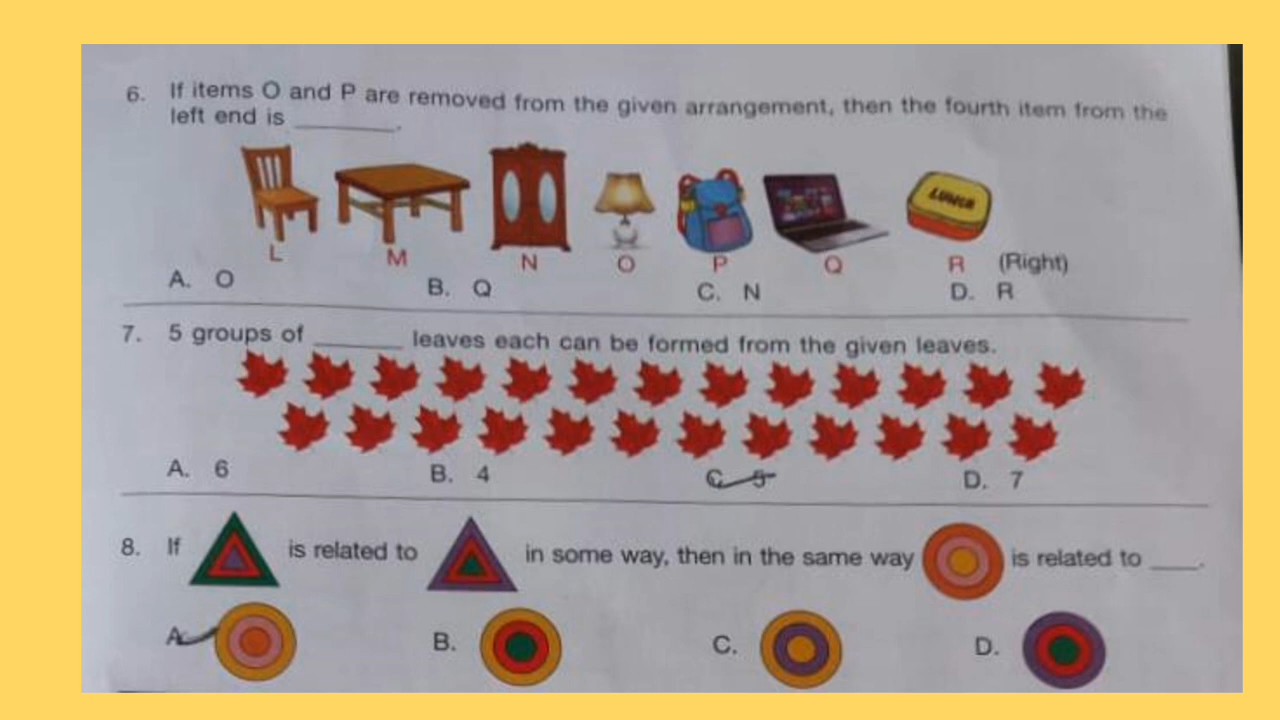 6. If items O and P are removed from the given arrangement, then the fourth item from the
left end is ________.
LUNCH
L M N O P Q R (Right)
A. O B. Q C. N D. R
7. 5 groups of _______ leaves each can be formed from the given leaves.
A. 6 B. 4 C. 5 D. 7
8. If is related to in some way, then in the same way is related to ____.
A. B. C. D.